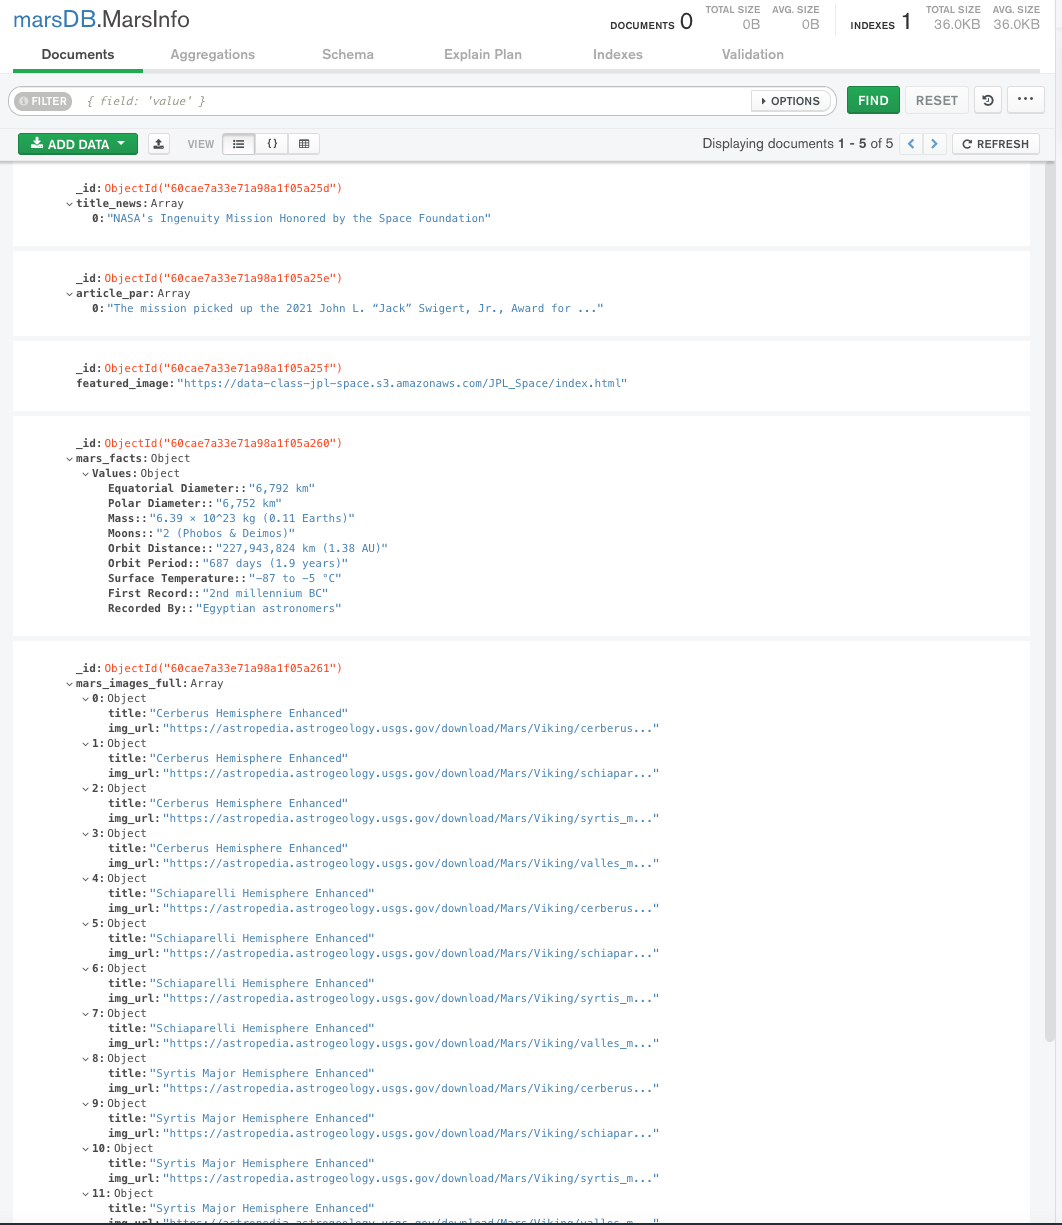 marsDB.MarsInfo
DOCUMENTS 0 TOTAL SIZE 0B AVG. SIZE 0B INDEXES 1 TOTAL SIZE 36.0KB AVG. SIZE 36.0KB
Documents Aggregations Schema Explain Plan Indexes Validation
FILTER { field: 'value' } OPTIONS FIND RESET ...
ADD DATA VIEW {} Displaying documents 1 - 5 of 5 < > REFRESH
_id: ObjectId("60cae7a33e71a98a1f05a25d")
title_news: Array
0: "NASA's Ingenuity Mission Honored by the Space Foundation"
_id: ObjectId("60cae7a33e71a98a1f05a25e")
article_par: Array
0: "The mission picked up the 2021 John L. “Jack” Swigert, Jr., Award for ..."
_id: ObjectId("60cae7a33e71a98a1f05a25f")
featured_image: "https://data-class-jpl-space.s3.amazonaws.com/JPL_Space/index.html"
_id: ObjectId("60cae7a33e71a98a1f05a260")
mars_facts: Object
Values: Object
Equatorial Diameter:: "6,792 km"
Polar Diameter:: "6,752 km"
Mass:: "6.39 × 10^23 kg (0.11 Earths)"
Moons:: "2 (Phobos & Deimos)"
Orbit Distance:: "227,943,824 km (1.38 AU)"
Orbit Period:: "687 days (1.9 years)"
Surface Temperature:: "-87 to -5 °C"
First Record:: "2nd millennium BC"
Recorded By:: "Egyptian astronomers"
_id: ObjectId("60cae7a33e71a98a1f05a261")
mars_images_full: Array
0: Object
title: "Cerberus Hemisphere Enhanced"
img_url: "https://astropedia.astrogeology.usgs.gov/download/Mars/Viking/cerberus..."
1: Object
title: "Cerberus Hemisphere Enhanced"
img_url: "https://astropedia.astrogeology.usgs.gov/download/Mars/Viking/schiapar..."
2: Object
title: "Cerberus Hemisphere Enhanced"
img_url: "https://astropedia.astrogeology.usgs.gov/download/Mars/Viking/syrtis_m..."
3: Object
title: "Cerberus Hemisphere Enhanced"
img_url: "https://astropedia.astrogeology.usgs.gov/download/Mars/Viking/valles_m..."
4: Object
title: "Schiaparelli Hemisphere Enhanced"
img_url: "https://astropedia.astrogeology.usgs.gov/download/Mars/Viking/cerberus..."
5: Object
title: "Schiaparelli Hemisphere Enhanced"
img_url: "https://astropedia.astrogeology.usgs.gov/download/Mars/Viking/schiapar..."
6: Object
title: "Schiaparelli Hemisphere Enhanced"
img_url: "https://astropedia.astrogeology.usgs.gov/download/Mars/Viking/syrtis_m..."
7: Object
title: "Schiaparelli Hemisphere Enhanced"
img_url: "https://astropedia.astrogeology.usgs.gov/download/Mars/Viking/valles_m..."
8: Object
title: "Syrtis Major Hemisphere Enhanced"
img_url: "https://astropedia.astrogeology.usgs.gov/download/Mars/Viking/cerberus..."
9: Object
title: "Syrtis Major Hemisphere Enhanced"
img_url: "https://astropedia.astrogeology.usgs.gov/download/Mars/Viking/schiapar..."
10: Object
title: "Syrtis Major Hemisphere Enhanced"
img_url: "https://astropedia.astrogeology.usgs.gov/download/Mars/Viking/syrtis_m..."
11: Object
title: "Syrtis Major Hemisphere Enhanced"